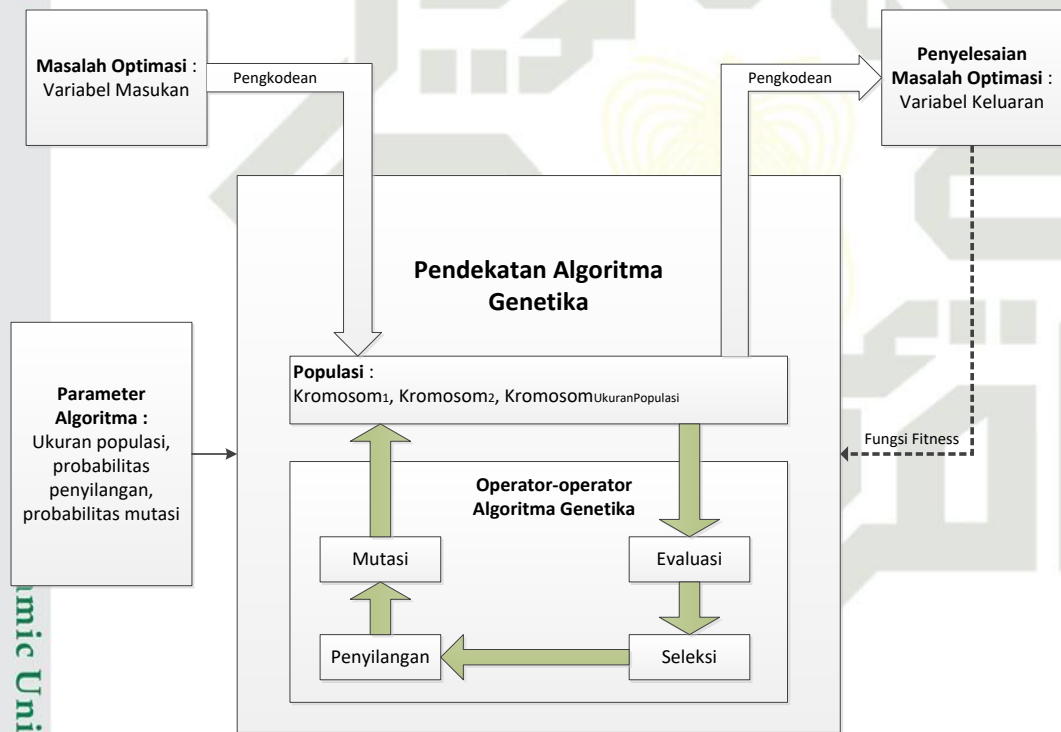 Masalah Optimasi :
Variabel Masukan
Pengkodean
Pengkodean
Penyelesaian
Masalah Optimasi :
Variabel Keluaran
Pendekatan Algoritma
Genetika
Populasi :
Kromosom1, Kromosom2, KromosomUkuranPopulasi
Parameter
Algoritma :
Ukuran populasi,
probabilitas
penyilangan,
probabilitas mutasi
Fungsi Fitness
Operator-operator
Algoritma Genetika
Mutasi
Evaluasi
Penyilangan
Seleksi
Uni